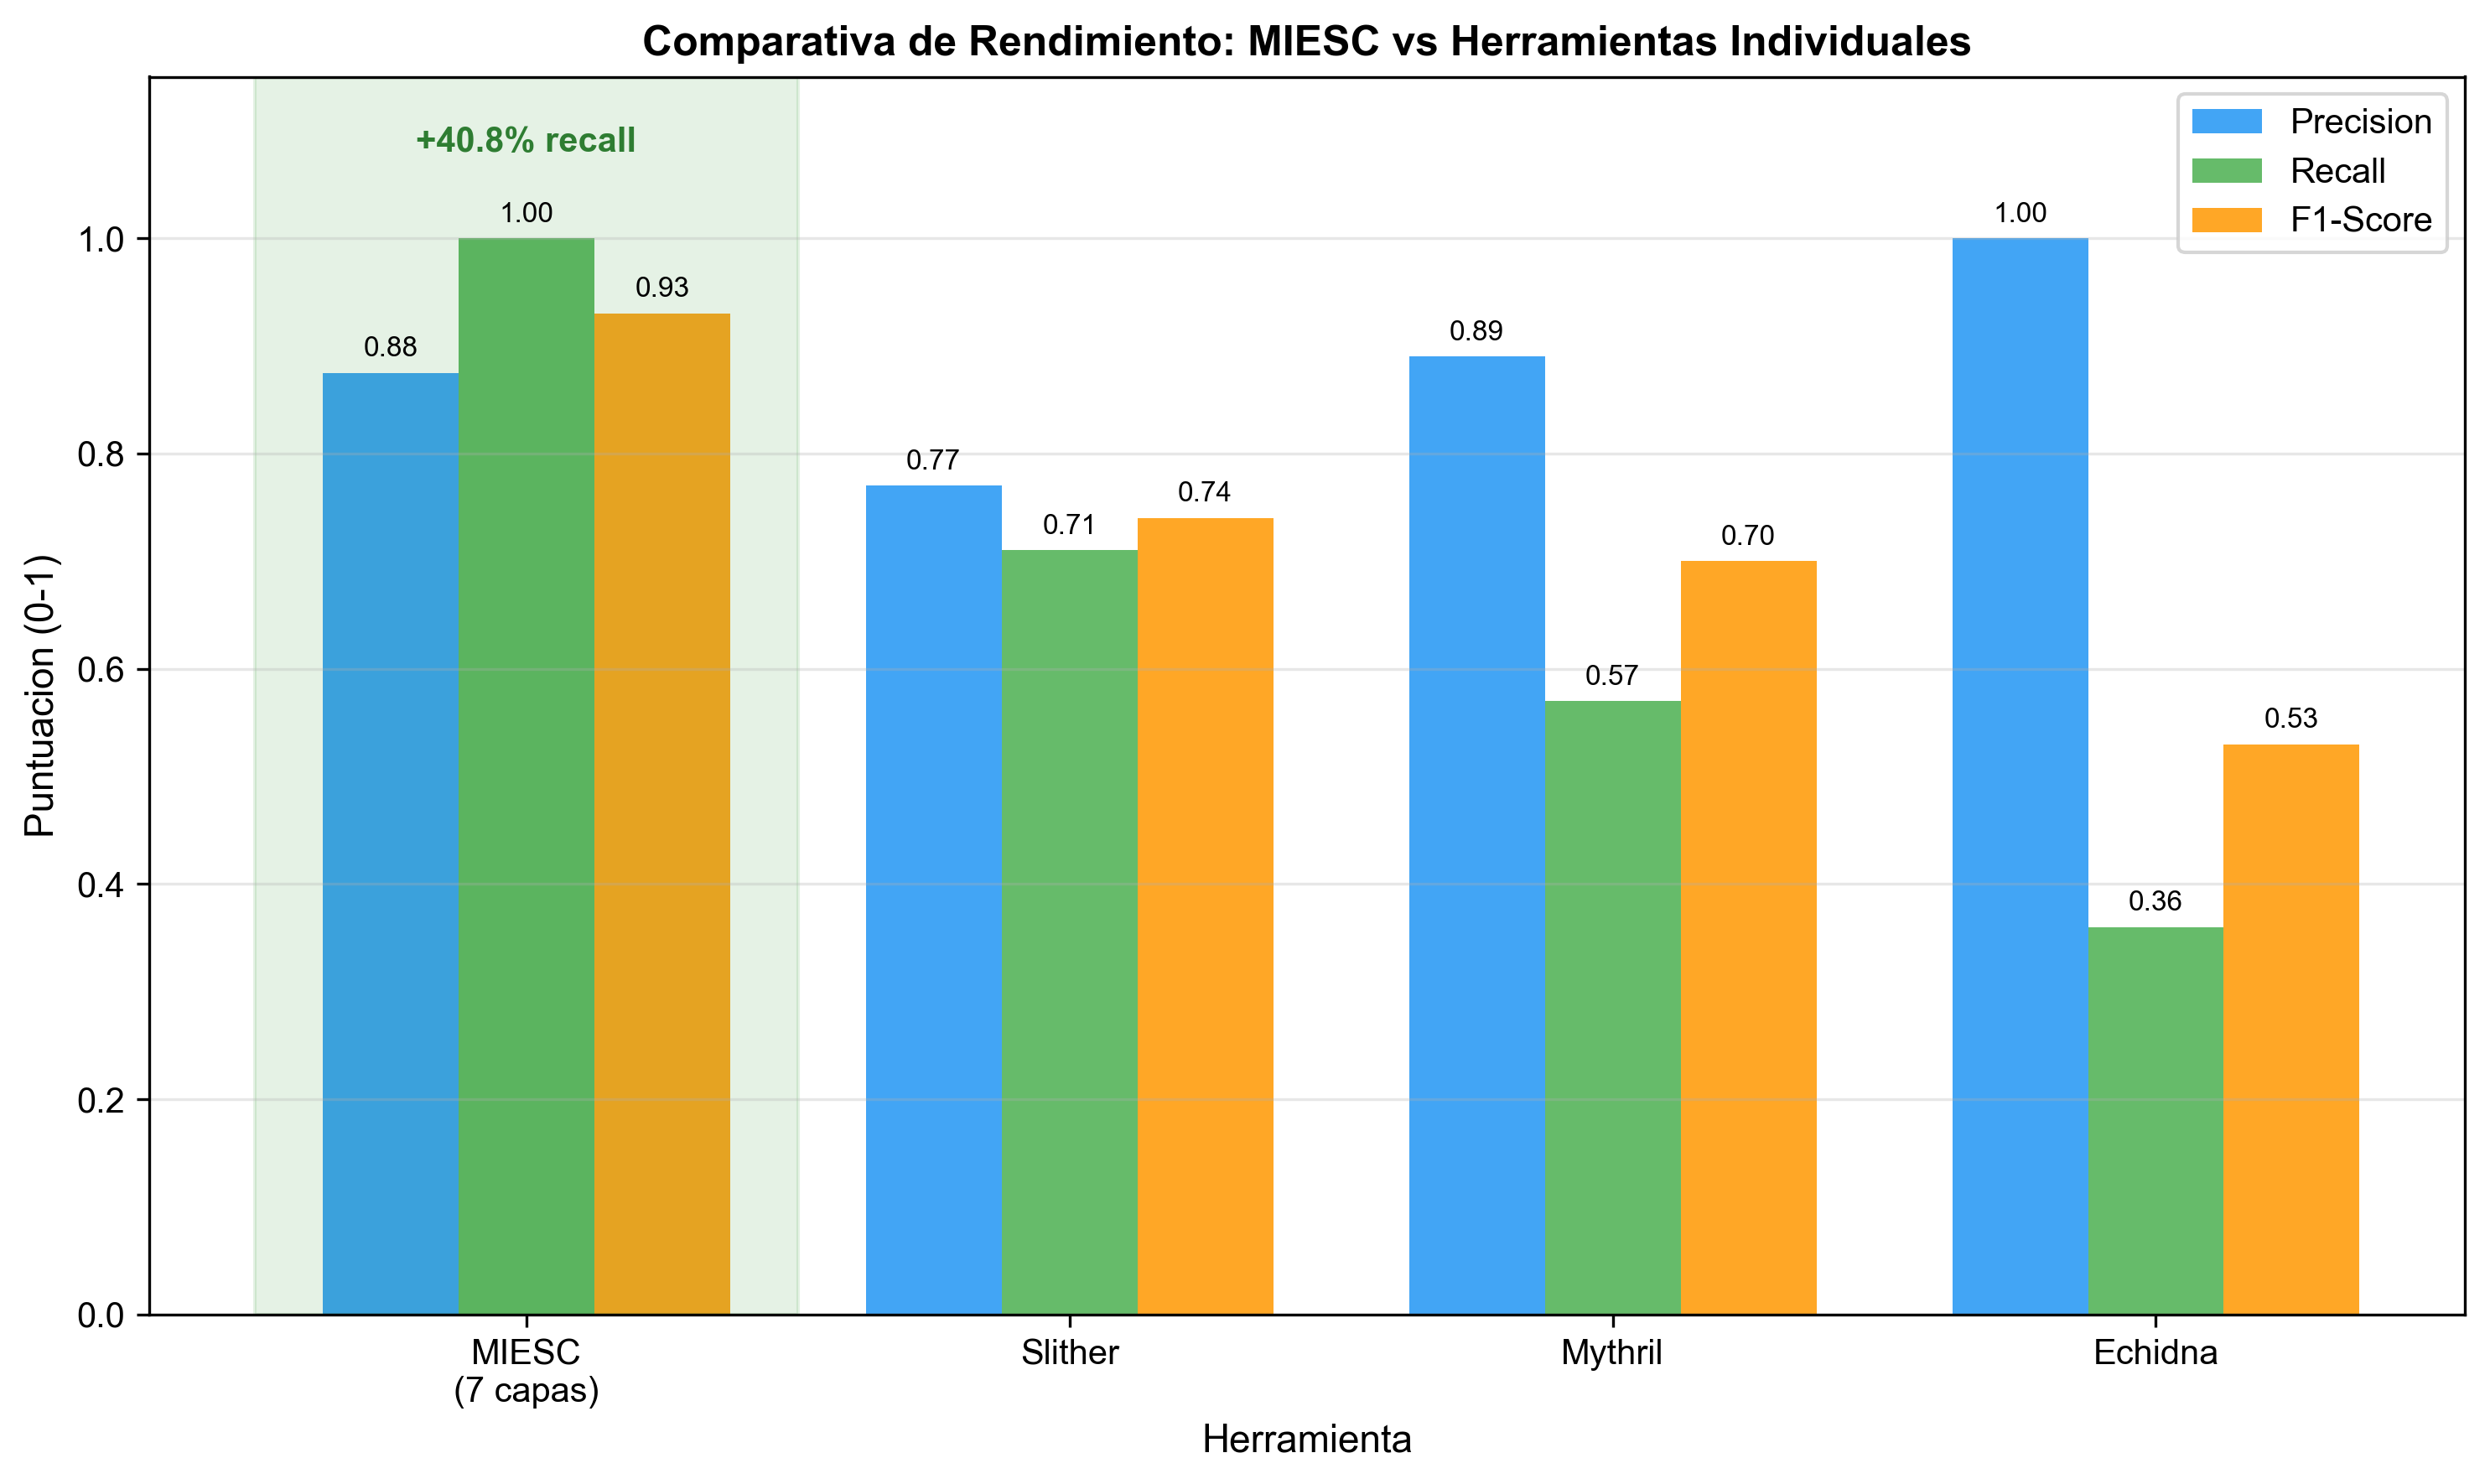 Comparativa de Rendimiento: MIESC vs Herramientas Individuales
+40.8% recall
Precision
Recall
F1-Score
Puntuacion (0-1)
1.0
0.8
0.6
0.4
0.2
0.0
0.88
1.00
0.93
0.77
0.71
0.74
0.89
0.57
0.70
1.00
0.36
0.53
MIESC
(7 capas)
Slither
Mythril
Echidna
Herramienta